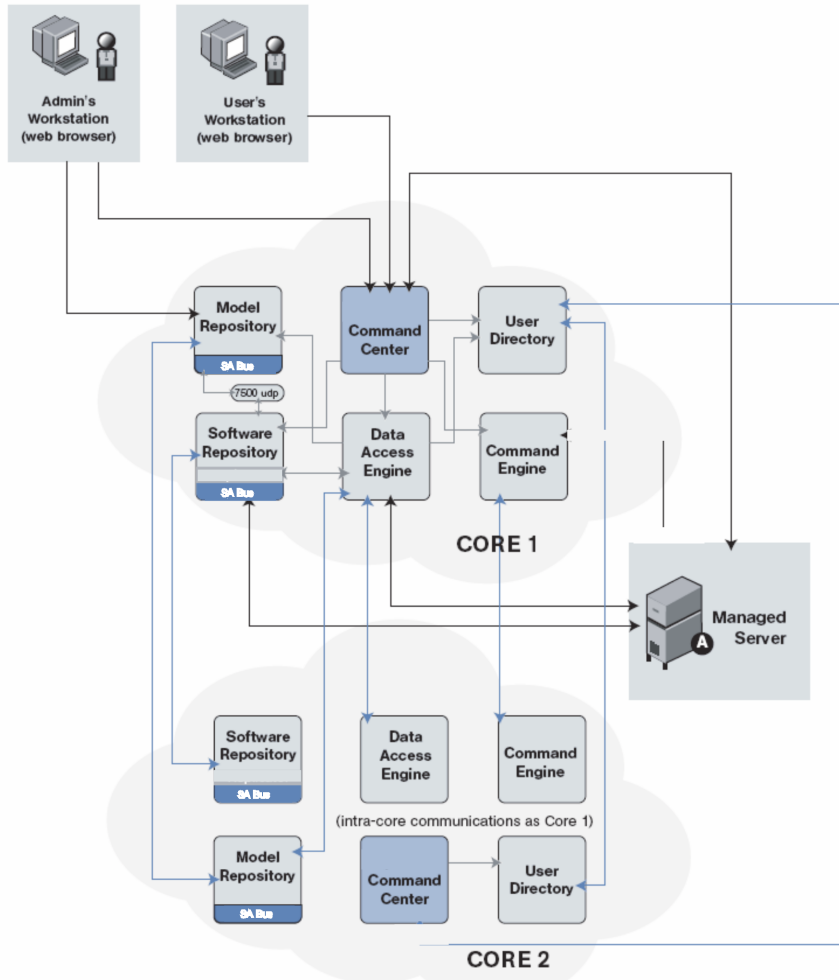 Admin's
Workstation
(web browser)
User's
Workstation
(web browser)
Model
Repository
SA Bus
Command
Center
User
Directory
7500 udp
Software
Repository
SA Bus
Data
Access
Engine
Command
Engine
CORE 1
Managed
Server
A
Software
Repository
SA Bus
Data
Access
Engine
Command
Engine
(intra-core communications as Core 1)
Model
Repository
SA Bus
Command
Center
User
Directory
CORE 2